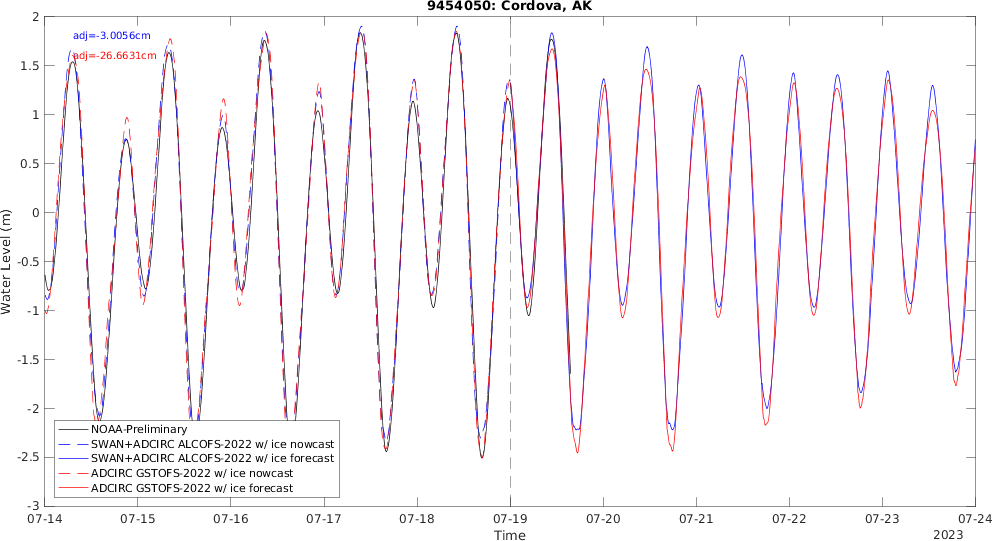 9454050: Cordova, AK
adj=-3.0056cm
adj=-26.6631cm
2
1.5
1
0.5
0
-0.5
-1
-1.5
-2
-2.5
-3
Water Level (m)
NOAA-Preliminary
SWAN+ADCIRC ALCOFS-2022 w/ ice nowcast
SWAN+ADCIRC ALCOFS-2022 w/ ice forecast
ADCIRC GSTOFS-2022 w/ ice nowcast
ADCIRC GSTOFS-2022 w/ ice forecast
07-14 07-15 07-16 07-17 07-18 07-19 07-20 07-21 07-22 07-23 07-24
Time
2023